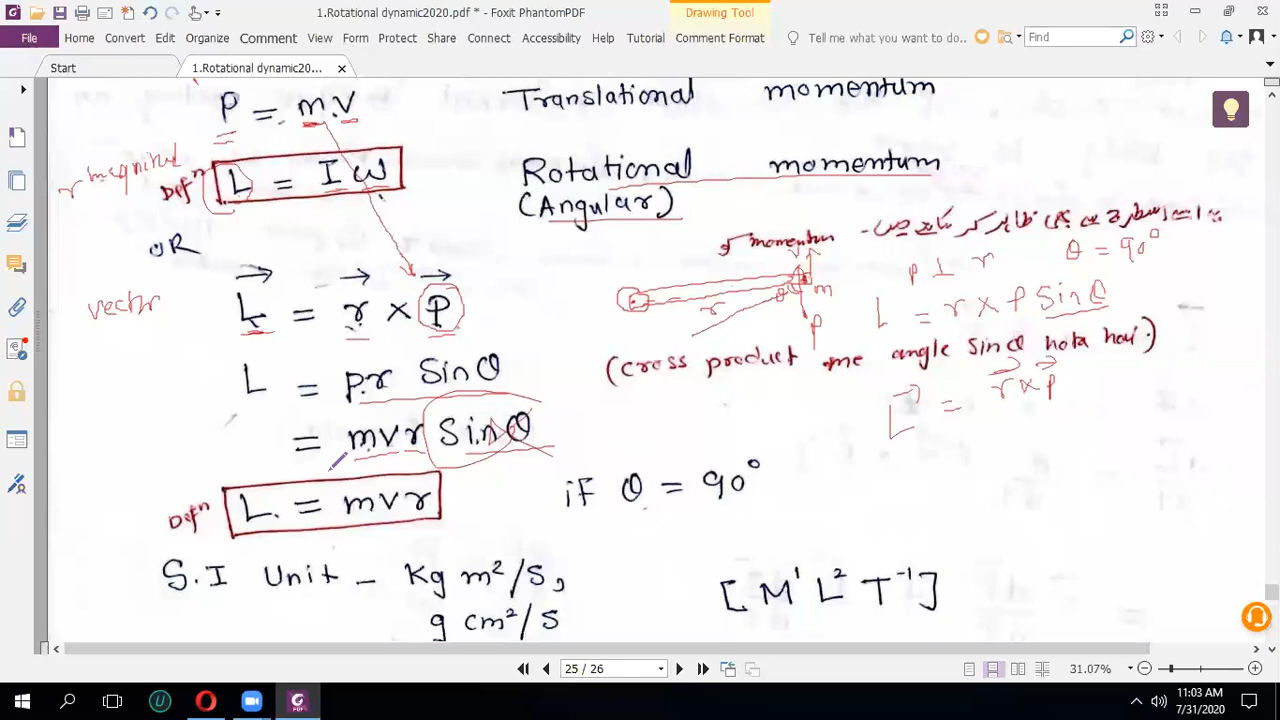 1.Rotational dynamic2020.pdf * - Foxit PhantomPDF
Drawing Tool
File Home Convert Edit Organize Comment View Form Protect Share Connect Accessibility Help Tutorial Comment Format Tell me what you want to do... Find
Start 1.Rotational dynamic20...
P = mv Translational momentum
Defⁿ L = Iω Rotational momentum
(Angular)
OR
momentum
θ = 90°
P ⊥ r
m
r
P
θ
vector
L⃗ = r⃗ × P⃗
L = r × P Sinθ
(cross product me angle Sinθ hota hai.)
L = P.r Sinθ
L⃗ = r⃗ × P⃗
= mvr Sinθ
Defⁿ L = mvr if θ = 90°
S.I Unit - Kg m²/S, [M¹ L² T⁻¹]
g cm²/S
25 / 26
31.07%
11:03 AM
7/31/2020